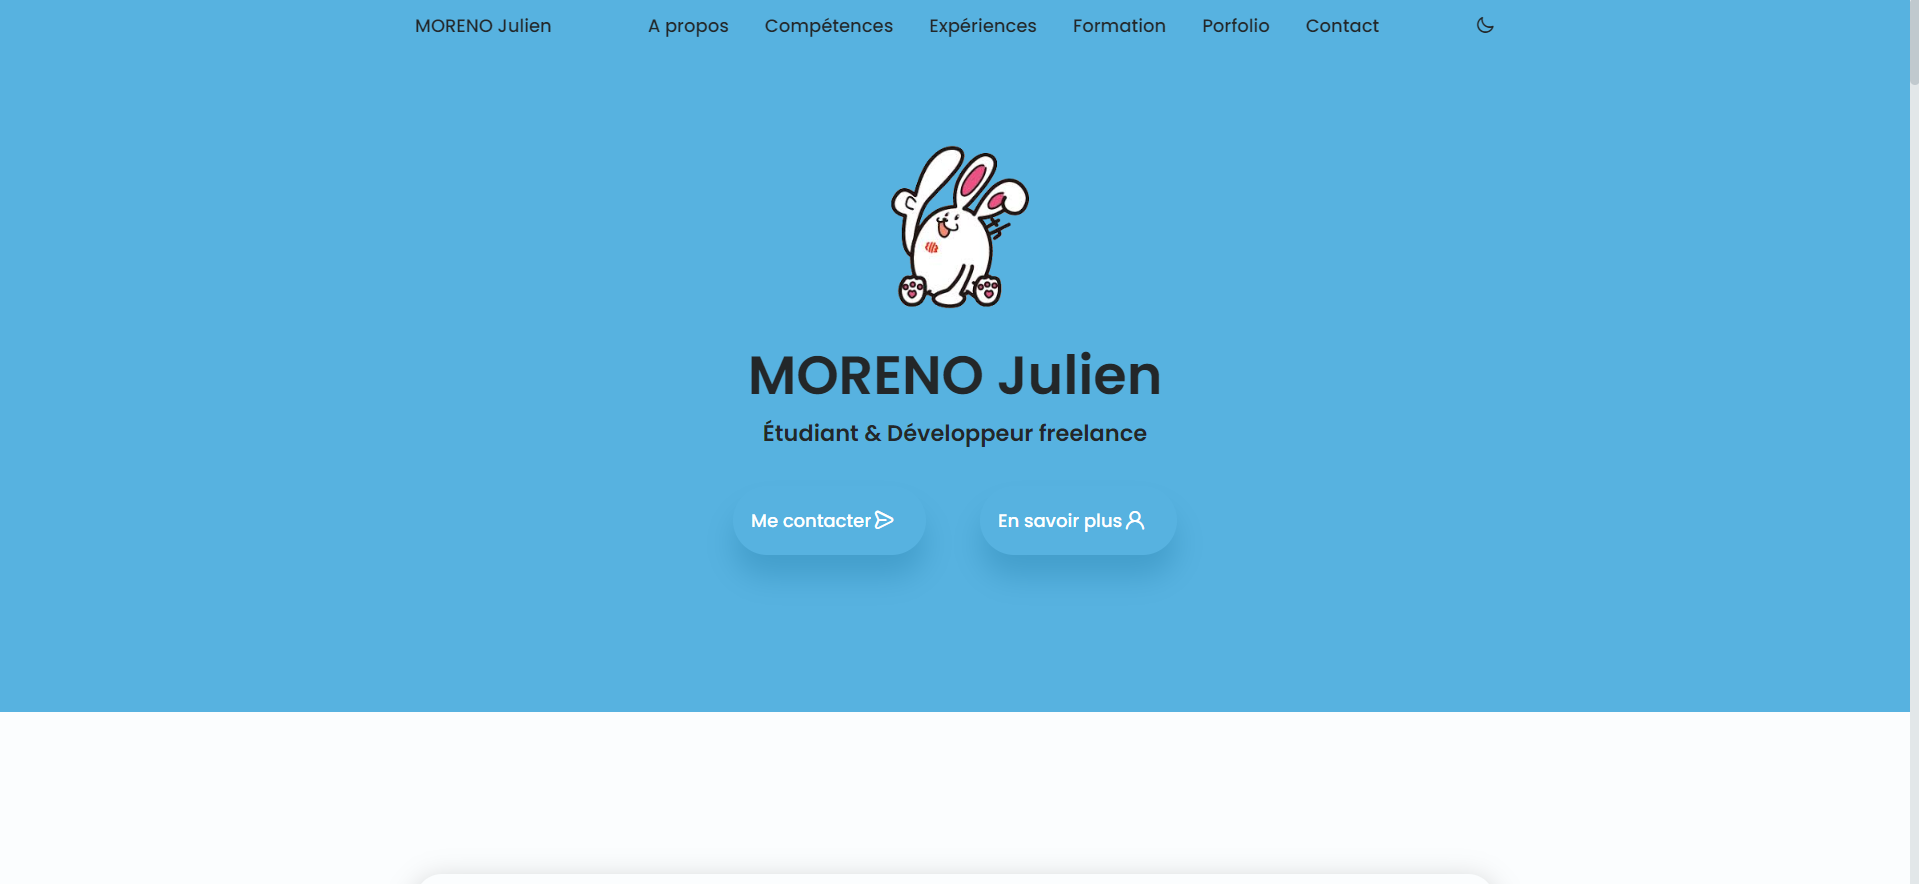 MORENO Julien A propos Compétences Expériences Formation Porfolio Contact
MORENO Julien
Étudiant & Développeur freelance
Me contacter En savoir plus